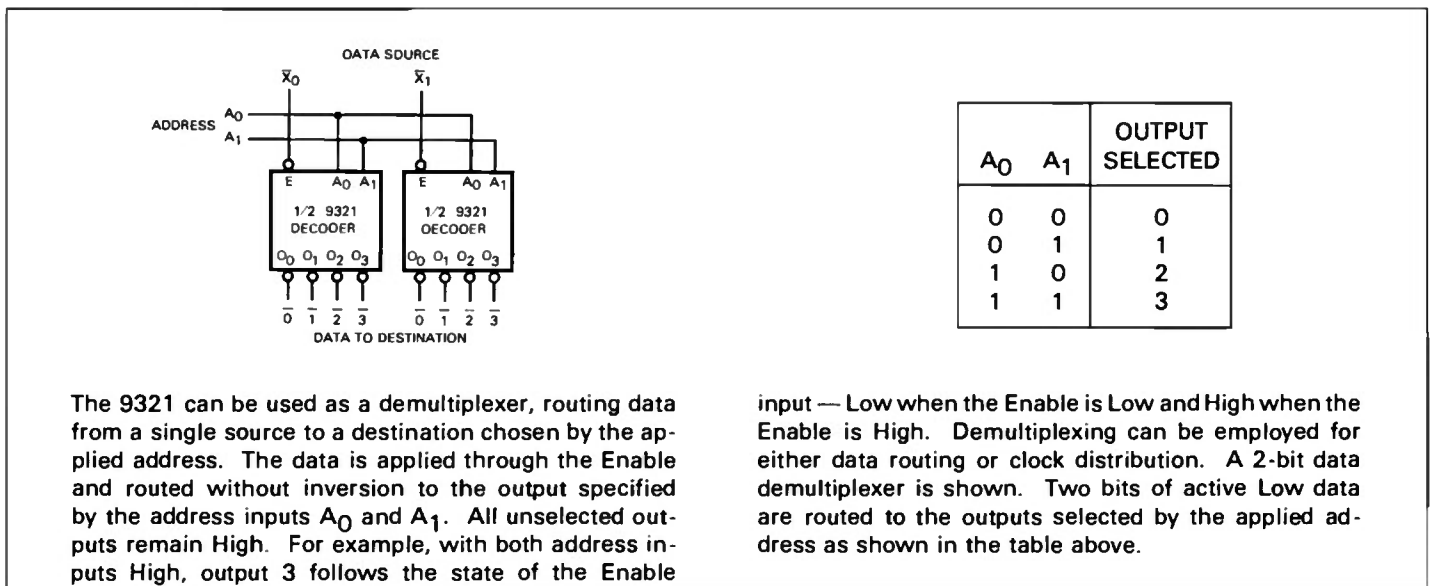 OATA SDURCE
X̅0 X̅1
ADDRESS A0
A1
E A0 A1 E A0 A1
1/2 9321 1/2 9321
DECOOER OECOOER
O0 O1 O2 O3 O0 O1 O2 O3
0̅ 1̅ 2̅ 3̅ 0̅ 1̅ 2̅ 3̅
DATA TO DESTINATION
The 9321 can be used as a demultiplexer, routing data
from a single source to a destination chosen by the ap-
plied address. The data is applied through the Enable
and routed without inversion to the output specified
by the address inputs A0 and A1. All unselected out-
puts remain High. For example, with both address in-
puts High, output 3 follows the state of the Enable
A0 A1 OUTPUT
SELECTED
0 0 0
0 1 1
1 0 2
1 1 3
input — Low when the Enable is Low and High when the
Enable is High. Demultiplexing can be employed for
either data routing or clock distribution. A 2-bit data
demultiplexer is shown. Two bits of active Low data
are routed to the outputs selected by the applied ad-
dress as shown in the table above.